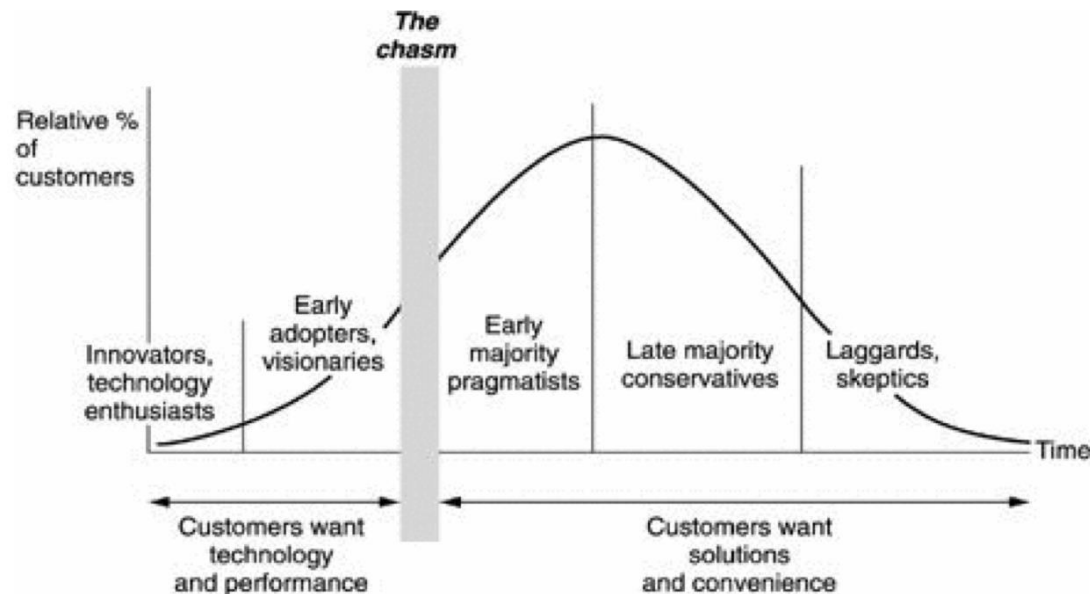 The
chasm
Relative %
of
customers
Innovators,
technology
enthusiasts
Early
adopters,
visionaries
Early
majority
pragmatists
Late majority
conservatives
Laggards,
skeptics
Time
Customers want
technology
and performance
Customers want
solutions
and convenience